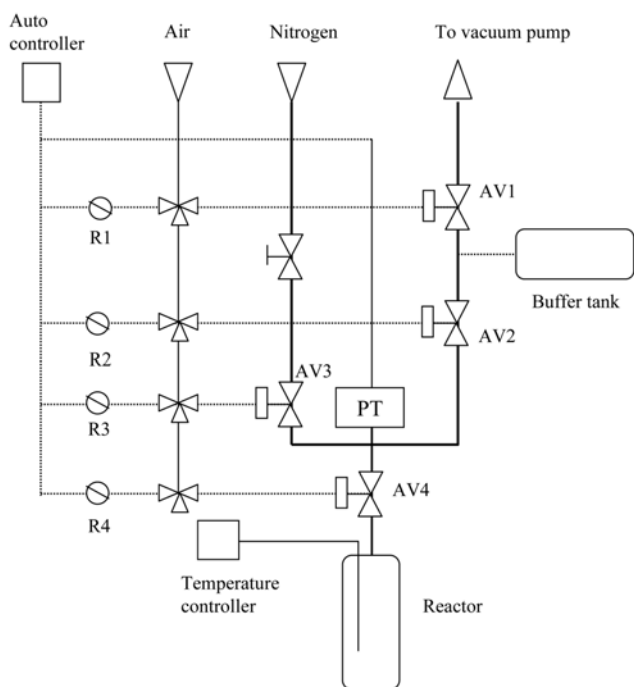 Auto
controller
Air
Nitrogen
To vacuum pump
AV1
R1
Buffer tank
R2
AV2
AV3
PT
R3
AV4
R4
Temperature
controller
Reactor